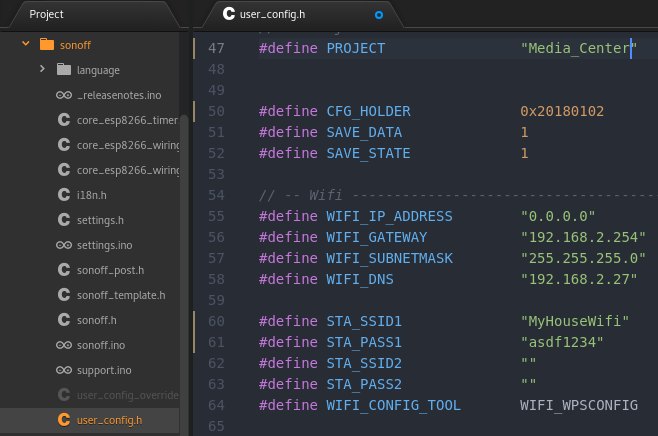 Project
user_config.h
sonoff
language
_releasenotes.ino
core_esp8266_timer
core_esp8266_wiring
core_esp8266_wiring
i18n.h
settings.h
settings.ino
sonoff_post.h
sonoff_template.h
sonoff.h
sonoff.ino
support.ino
user_config_override
user_config.h
47 #define PROJECT "Media_Center"
48
49
50 #define CFG_HOLDER 0x20180102
51 #define SAVE_DATA 1
52 #define SAVE_STATE 1
53
54 // -- Wifi -----------------------------------
55 #define WIFI_IP_ADDRESS "0.0.0.0"
56 #define WIFI_GATEWAY "192.168.2.254"
57 #define WIFI_SUBNETMASK "255.255.255.0"
58 #define WIFI_DNS "192.168.2.27"
59
60 #define STA_SSID1 "MyHouseWifi"
61 #define STA_PASS1 "asdf1234"
62 #define STA_SSID2 ""
63 #define STA_PASS2 ""
64 #define WIFI_CONFIG_TOOL WIFI_WPSCONFIG
65